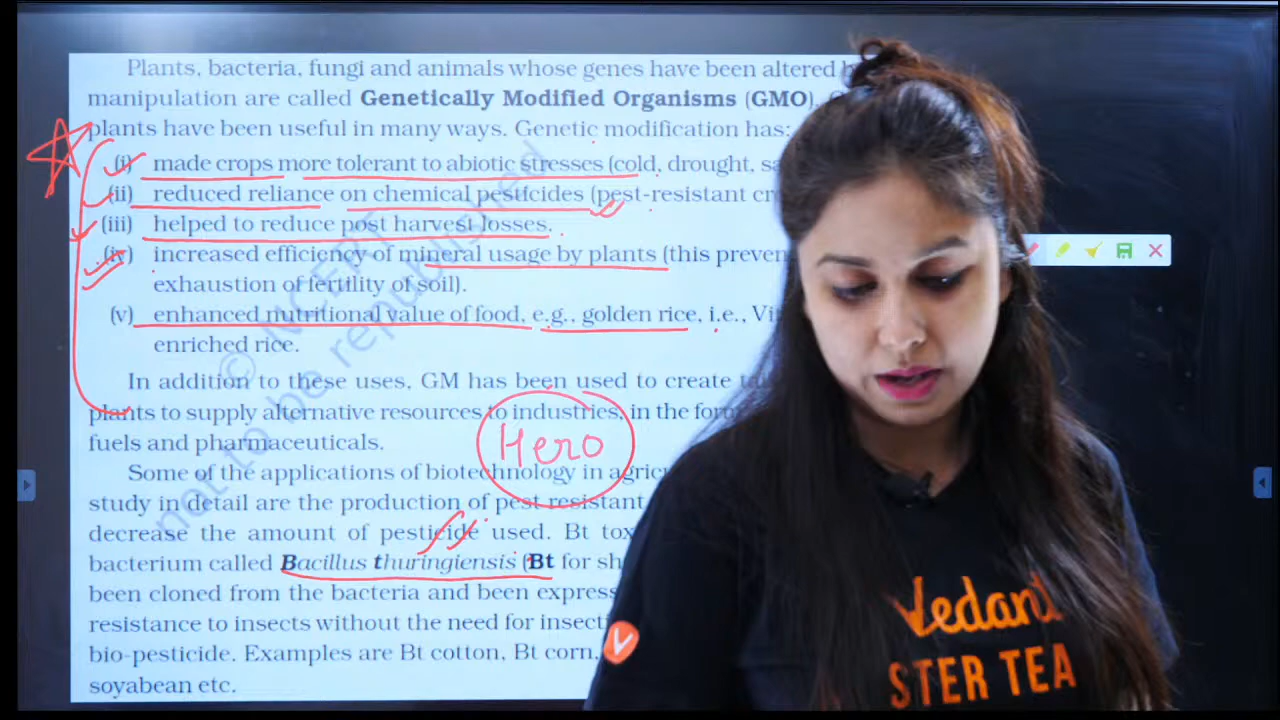 Plants, bacteria, fungi and animals whose genes have been altered
manipulation are called Genetically Modified Organisms (GMO).
plants have been useful in many ways. Genetic modification has:
(i) made crops more tolerant to abiotic stresses (cold, drought,
(ii) reduced reliance on chemical pesticides (pest-resistant
(iii) helped to reduce post harvest losses.
(iv) increased efficiency of mineral usage by plants (this
exhaustion of fertility of soil).
(v) enhanced nutritional value of food, e.g., golden rice, i.e.,
enriched rice.
In addition to these uses, GM has been used to create
plants to supply alternative resources to industries, in the
fuels and pharmaceuticals.
Hero
Some of the applications of biotechnology in
study in detail are the production of pest resistant
decrease the amount of pesticide used. Bt
bacterium called Bacillus thuringiensis (Bt for
been cloned from the bacteria and been
resistance to insects without the need for
bio-pesticide. Examples are Bt cotton, Bt corn,
soyabean etc.
© NCERT
not to be republished
V
Vedant
STER TEA